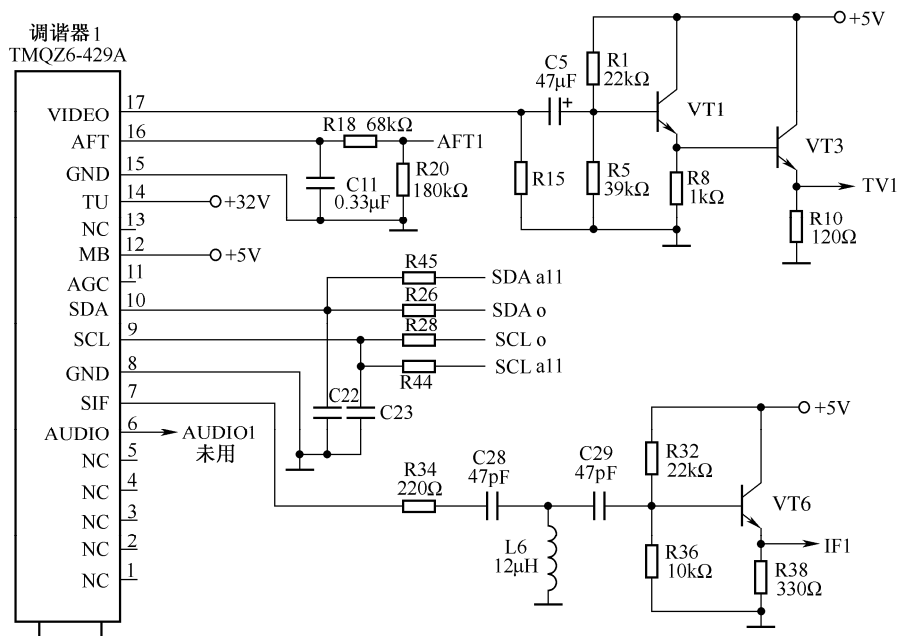 调谐器1
TMQZ6-429A
VIDEO 17
AFT 16
GND 15
TU 14
NC 13
MB 12
AGC 11
SDA 10
SCL 9
GND 8
SIF 7
AUDIO 6
NC 5
NC 4
NC 3
NC 2
NC 1
R18 68kΩ
AFT1
C11
0.33μF
R20
180kΩ
+32V
+5V
C5
47μF
+
R1
22kΩ
R15
R5
39kΩ
VT1
R8
1kΩ
+5V
VT3
TV1
R10
120Ω
R45
SDA a11
R26
SDA o
R28
SCL o
R44
SCL a11
C22
C23
AUDIO1
未用
R34
220Ω
C28
47pF
L6
12μH
C29
47pF
R32
22kΩ
R36
10kΩ
+5V
VT6
IF1
R38
330Ω